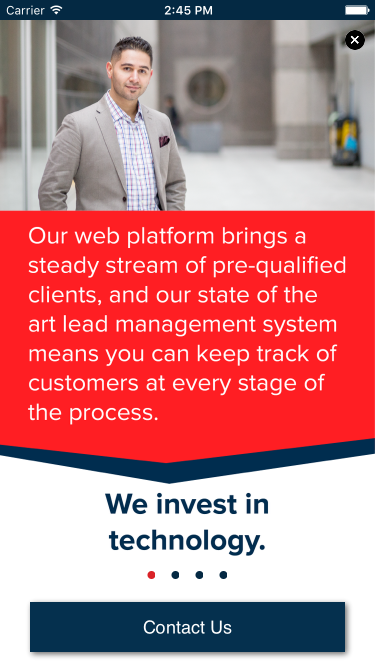 Carrier 2:45 PM
Our web platform brings a
steady stream of pre-qualified
clients, and our state of the
art lead management system
means you can keep track of
customers at every stage of
the process.
We invest in
technology.
Contact Us